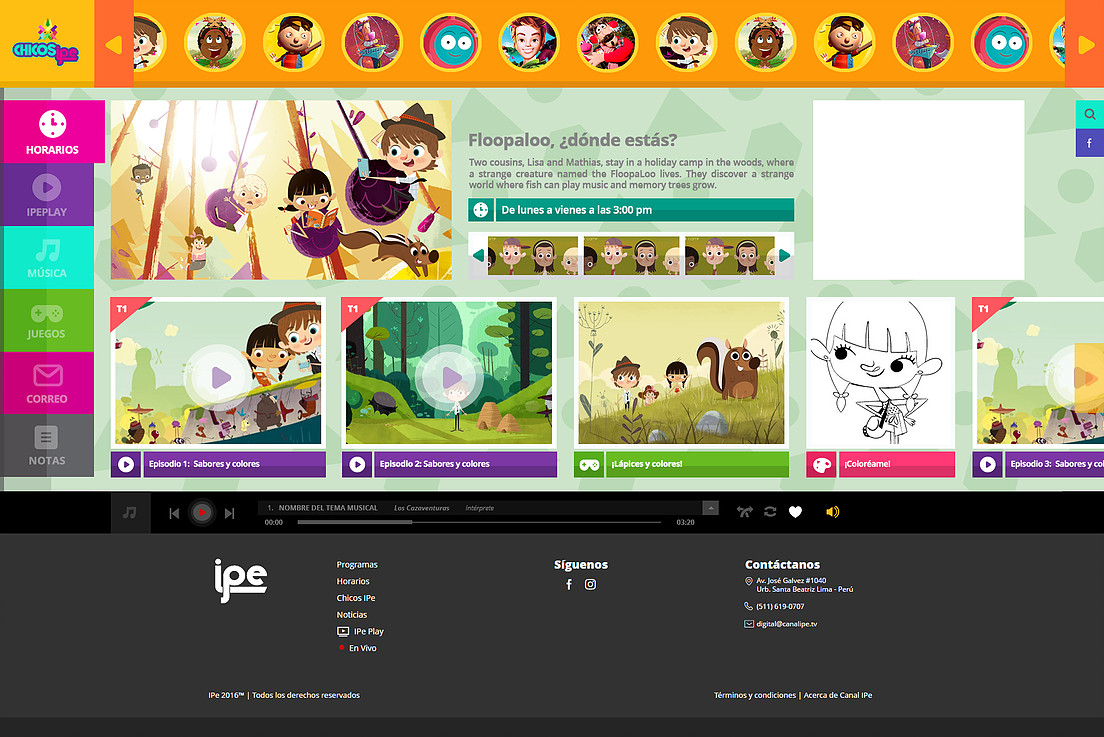 CHICOS ipe
HORARIOS
IPEPLAY
MÚSICA
JUEGOS
CORREO
NOTAS
Floopaloo, ¿dónde estás?
Two cousins, Lisa and Mathias, stay in a holiday camp in the woods, where
a strange creature named the FloopaLoo lives. They discover a strange
world where fish can play music and memory trees grow.
De lunes a vienes a las 3:00 pm
f
T1
T1
T1
Episodio 1: Sabores y colores
Episodio 2: Sabores y colores
¡Lápices y colores!
¡Coloréame!
Episodio 3: Sabores y col
1. NOMBRE DEL TEMA MUSICAL Los Cazaventuras Intérprete
00:00
03:20
ipe
Programas
Horarios
Chicos IPe
Noticias
IPe Play
En Vivo
Síguenos
f
Contáctanos
Av. José Galvez #1040
Urb. Santa Beatriz Lima - Perú
(511) 619-0707
digital@canalipe.tv
IPe 2016™ | Todos los derechos reservados
Términos y condiciones | Acerca de Canal IPe